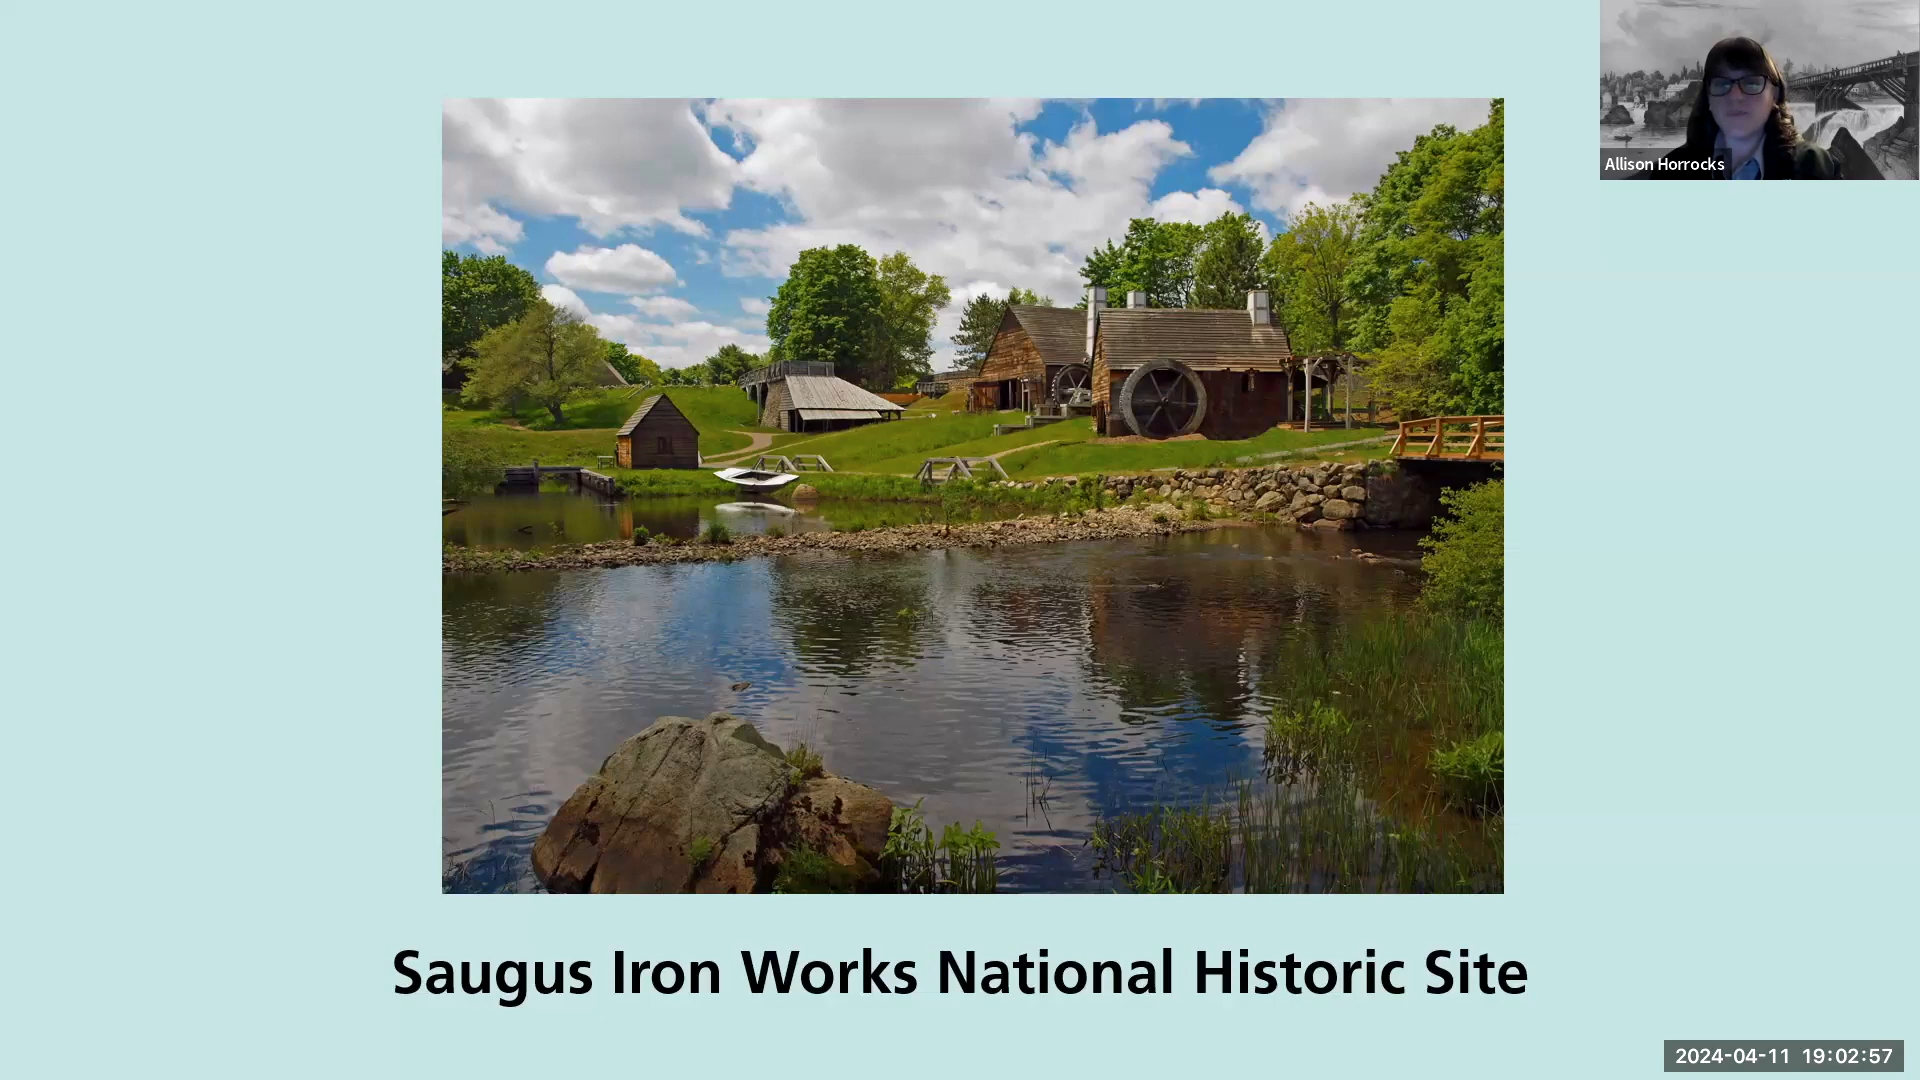 Allison Horrocks
Saugus Iron Works National Historic Site
2024-04-11 19:02:57